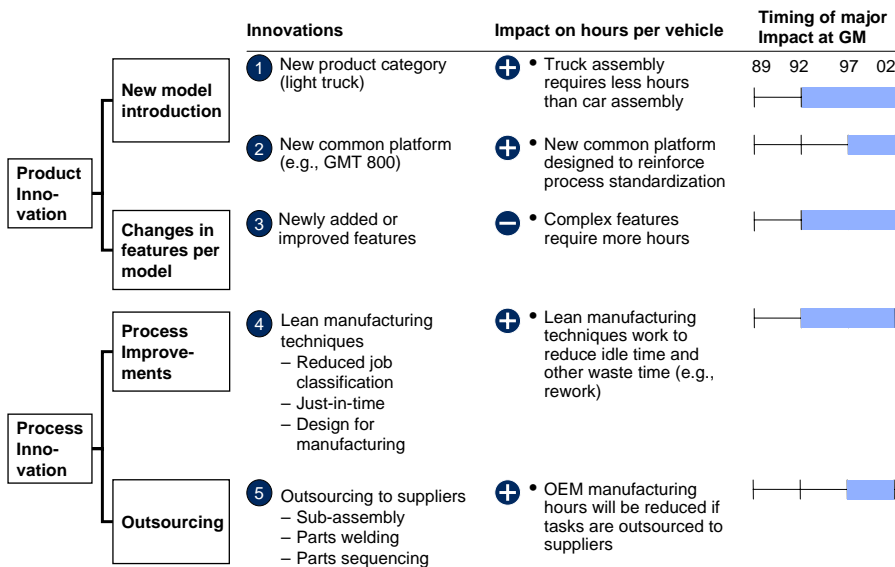 Innovations
Impact on hours per vehicle
Timing of major
Impact at GM
89 92 97 02
Product
Inno-
vation
New model
introduction
1 New product category
(light truck)
+ • Truck assembly
requires less hours
than car assembly
2 New common platform
(e.g., GMT 800)
+ • New common platform
designed to reinforce
process standardization
Changes in
features per
model
3 Newly added or
improved features
– • Complex features
require more hours
Process
Inno-
vation
Process
Improve-
ments
4 Lean manufacturing
techniques
– Reduced job
classification
– Just-in-time
– Design for
manufacturing
+ • Lean manufacturing
techniques work to
reduce idle time and
other waste time (e.g.,
rework)
Outsourcing
5 Outsourcing to suppliers
– Sub-assembly
– Parts welding
– Parts sequencing
+ • OEM manufacturing
hours will be reduced if
tasks are outsourced to
suppliers